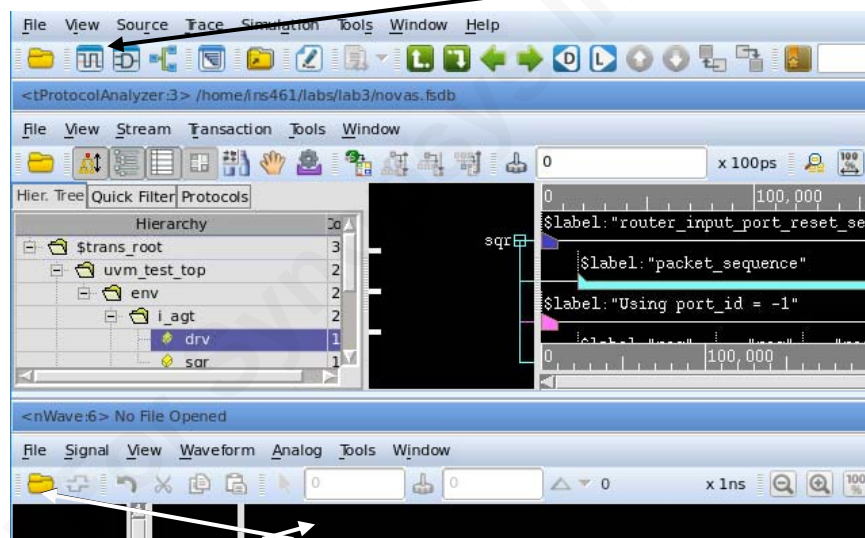 File View Source Trace Simulation Tools Window Help
<tProtocolAnalyzer:3> /home/ins461/labs/lab3/novas.fsdb
File View Stream Transaction Tools Window
0 x 100ps 100%
Hier. Tree Quick Filter Protocols
0 100,000
Hierarchy
$label:"router_input_port_reset_se
$trans_root 3
sqr
uvm_test_top 2
$label:"packet_sequence"
env 2
$label:"Using port_id = -1"
i_agt 2
drv 1
sqr 1
0 100,000
<nWave:6> No File Opened
File Signal View Waveform Analog Tools Window
0 0 0 x 1ns 100%